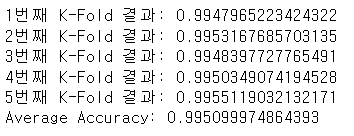 1번째 K-Fold 결과: 0.9947965223424322
2번째 K-Fold 결과: 0.9953167685703135
3번째 K-Fold 결과: 0.9948397727765491
4번째 K-Fold 결과: 0.9950349074194528
5번째 K-Fold 결과: 0.9955119032132171
Average Accuracy: 0.995099974864393